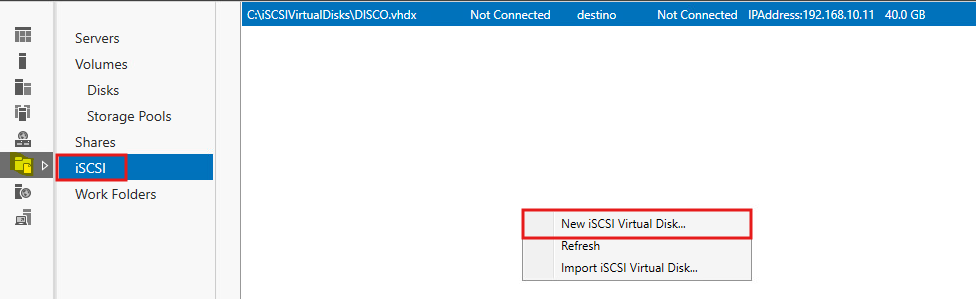 C:\iSCSIVirtualDisks\DISCO.vhdx Not Connected destino Not Connected IPAddress:192.168.10.11 40.0 GB
Servers
Volumes
Disks
Storage Pools
Shares
iSCSI
Work Folders
New iSCSI Virtual Disk...
Refresh
Import iSCSI Virtual Disk...